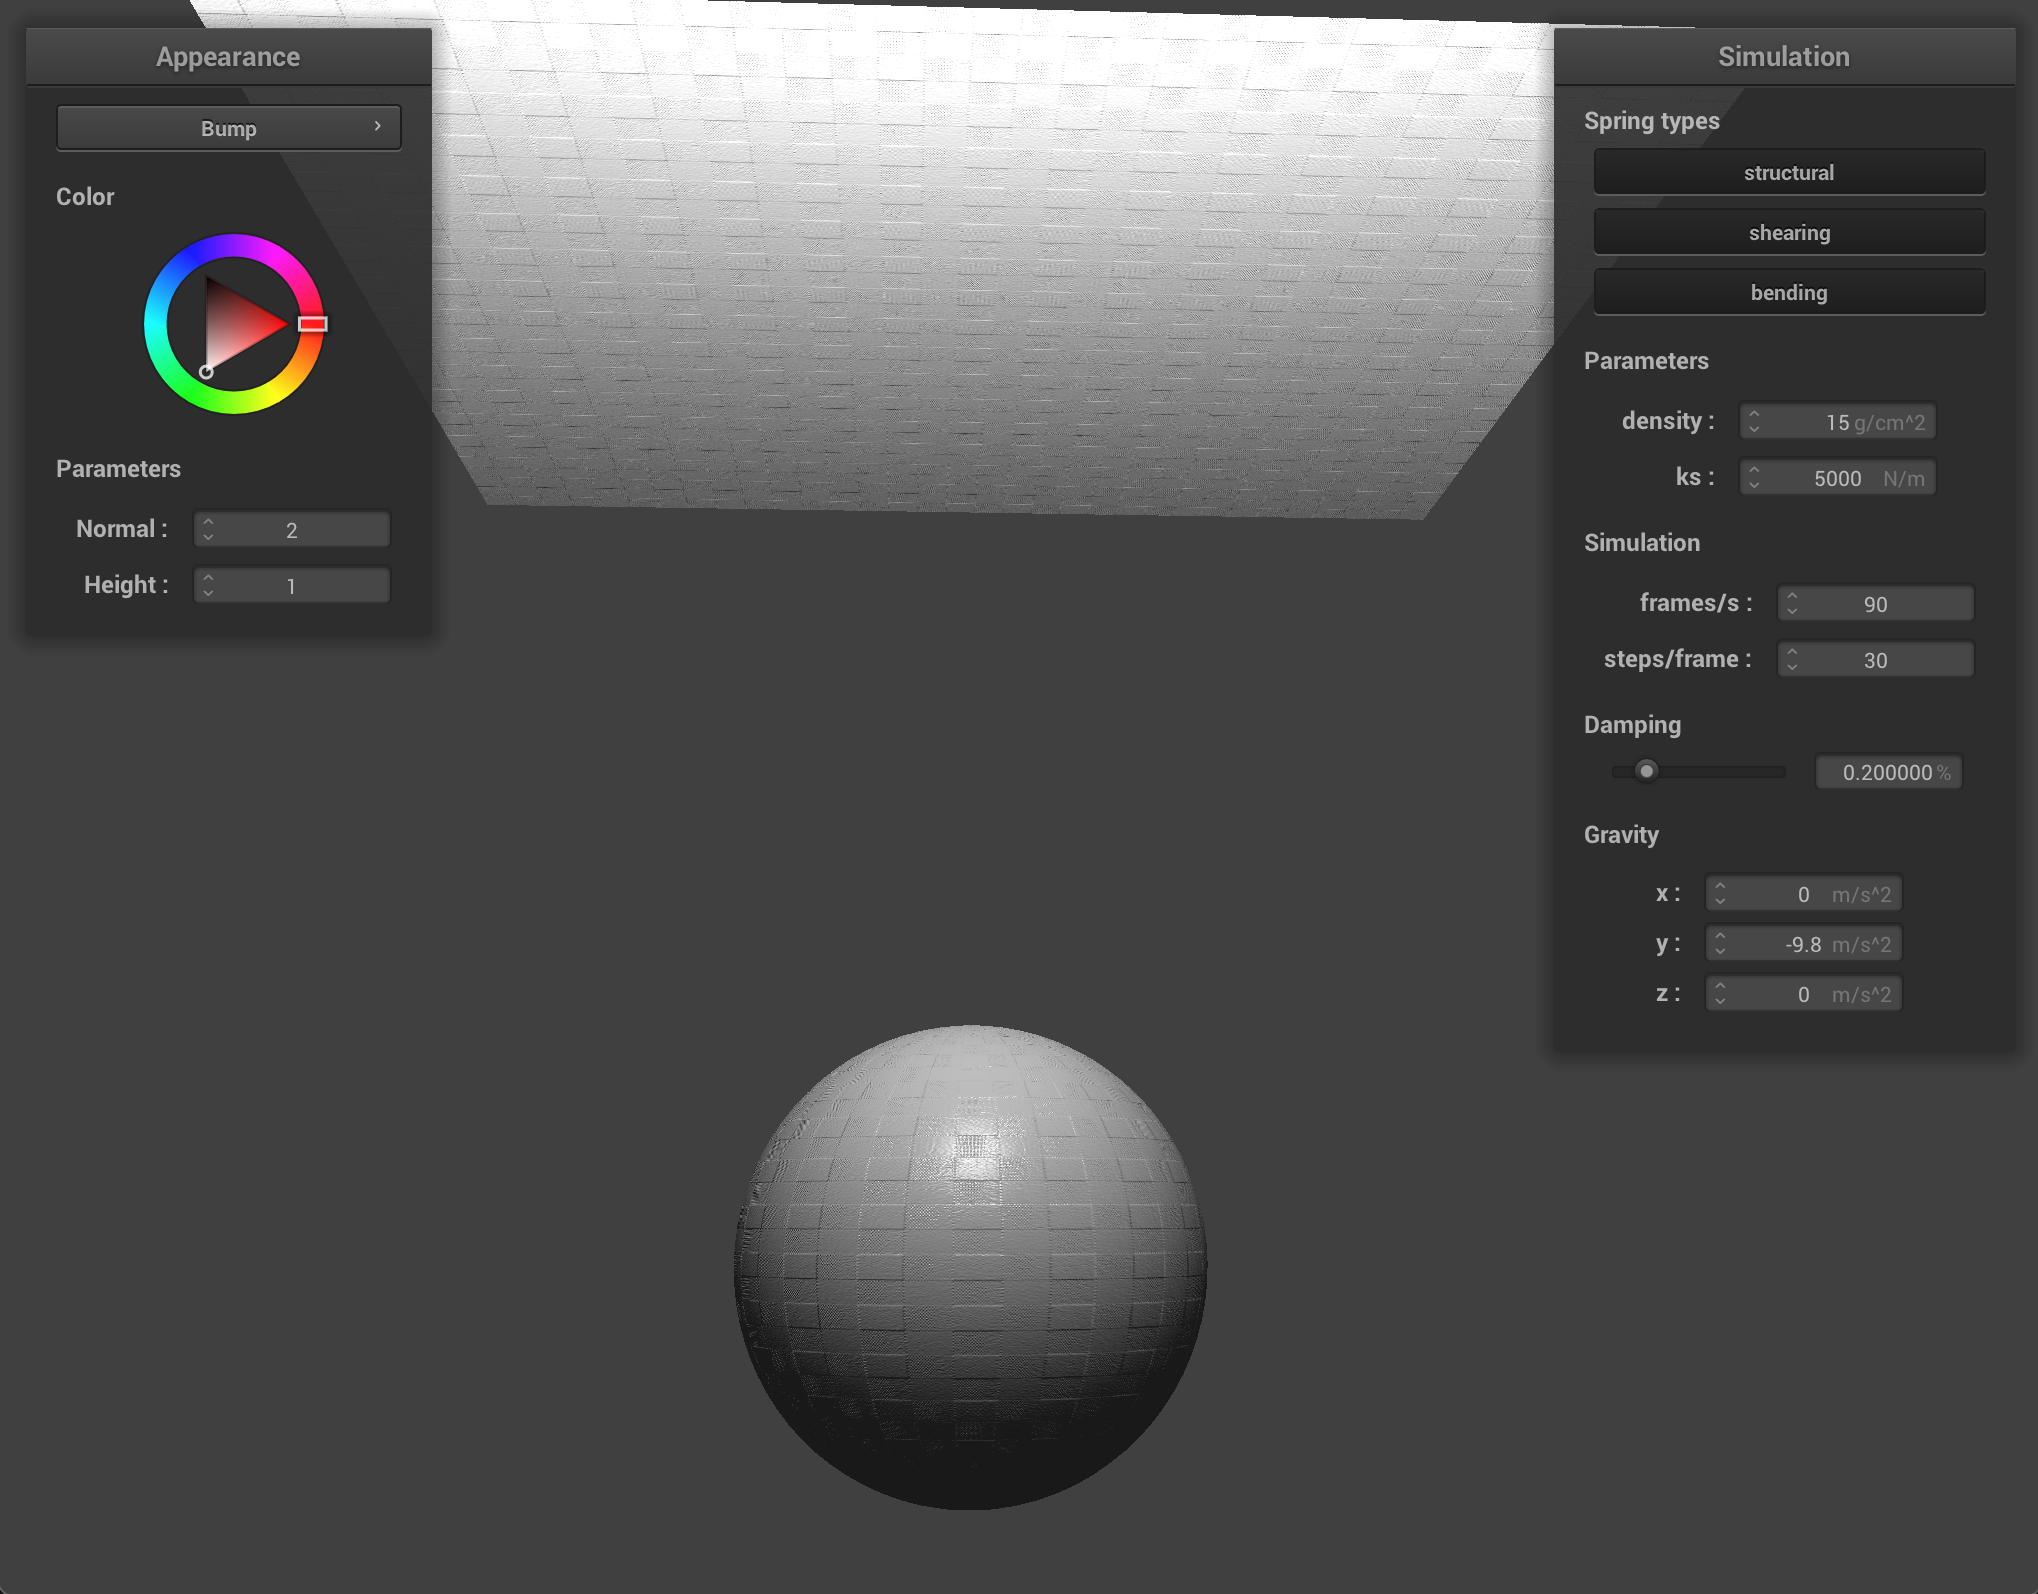 Appearance
Bump
Color
Parameters
Normal : 2
Height : 1
Simulation
Spring types
structural
shearing
bending
Parameters
density : 15 g/cm^2
ks : 5000 N/m
Simulation
frames/s : 90
steps/frame : 30
Damping
0.200000 %
Gravity
x : 0 m/s^2
y : -9.8 m/s^2
z : 0 m/s^2